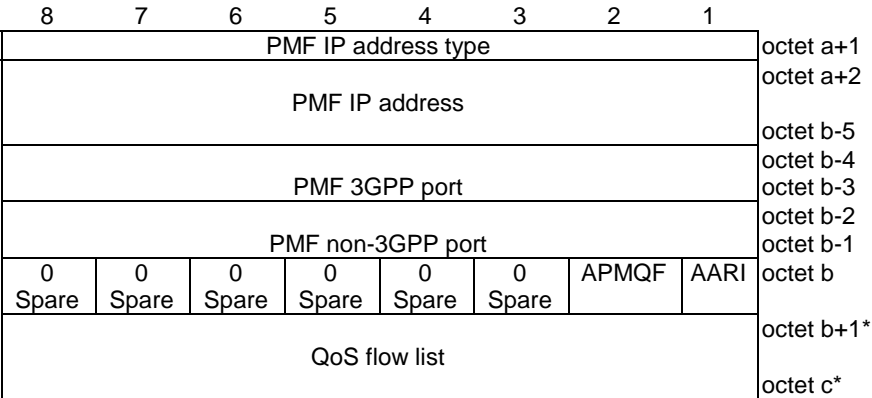 8 7 6 5 4 3 2 1
PMF IP address type octet a+1
octet a+2
PMF IP address
octet b-5
octet b-4
PMF 3GPP port octet b-3
octet b-2
PMF non-3GPP port octet b-1
0 0 0 0 0 0 APMQF AARI octet b
Spare Spare Spare Spare Spare Spare
octet b+1*
QoS flow list
octet c*